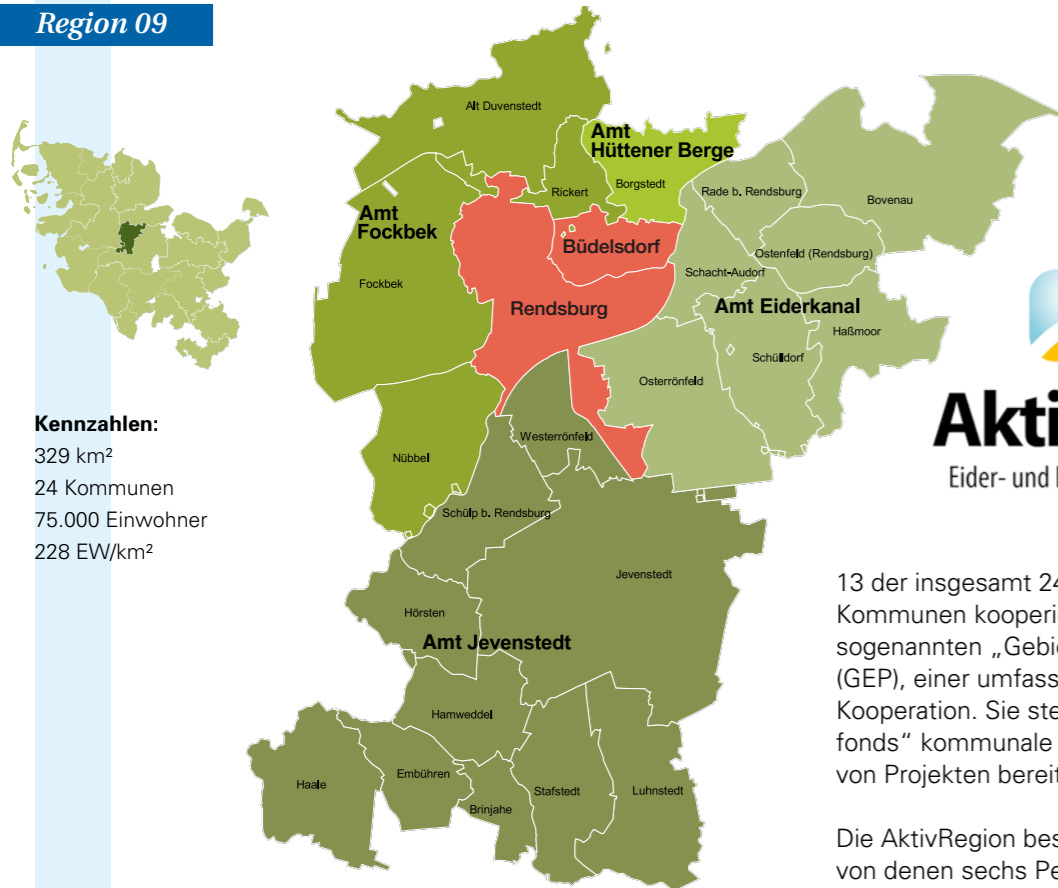 Region 09
Alt Duvenstedt
Amt
Hüttener Berge
Rickert
Borgstedt
Rade b. Rendsburg
Bovenau
Amt
Fockbek
Büdelsdorf
Ostenfeld (Rendsburg)
Schacht-Audorf
Fockbek
Rendsburg
Amt Eiderkanal
Haßmoor
Schülldorf
Osterrönfeld
Kennzahlen:
329 km²
24 Kommunen
75.000 Einwohner
228 EW/km²
Westerrönfeld
Nübbel
Schülp b. Rendsburg
Jevenstedt
Hörsten
Amt Jevenstedt
Hamweddel
Haale
Embühren
Brinjahe
Stafstedt
Luhnstedt
Akti
Eider- und
13 der insgesamt 24
Kommunen kooperie
sogenannten „Gebie
(GEP), einer umfass
Kooperation. Sie ste
fonds“ kommunale
von Projekten bereit
Die AktivRegion bes
von denen sechs Pe